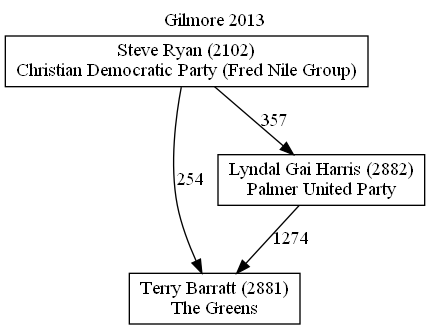 Gilmore 2013
Steve Ryan (2102)
Christian Democratic Party (Fred Nile Group)
357
Lyndal Gai Harris (2882)
Palmer United Party
254
1274
Terry Barratt (2881)
The Greens